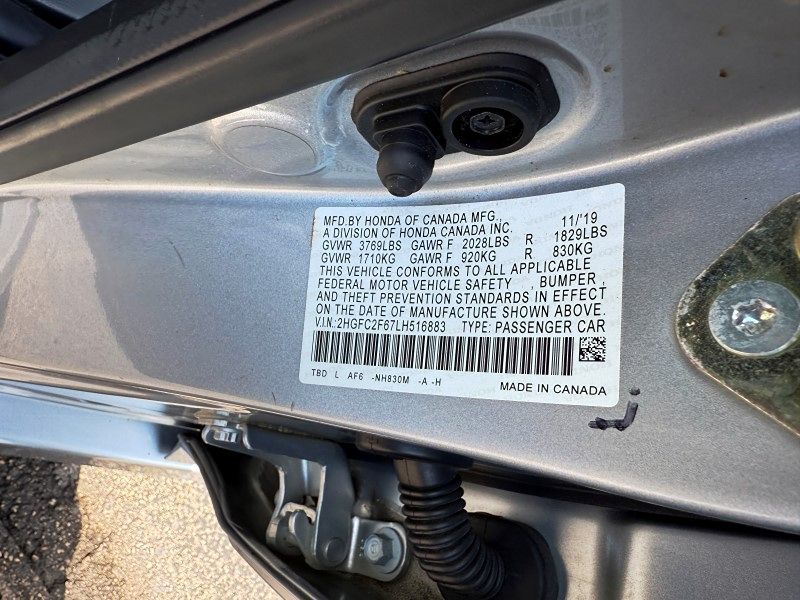 MFD.BY HONDA OF CANADA MFG., 11/'19
A DIVISION OF HONDA CANADA INC.
GVWR 3769LBS GAWR F 2028LBS R 1829LBS
GVWR 1710KG GAWR F 920KG R 830KG
THIS VEHICLE CONFORMS TO ALL APPLICABLE
FEDERAL MOTOR VEHICLE SAFETY , BUMPER
AND THEFT PREVENTION STANDARDS IN EFFECT
ON THE DATE OF MANUFACTURE SHOWN ABOVE.
V.I.N.:2HGFC2F67LH516883 TYPE: PASSENGER CAR
TBD L AF6 -NH830M -A -H
MADE IN CANADA